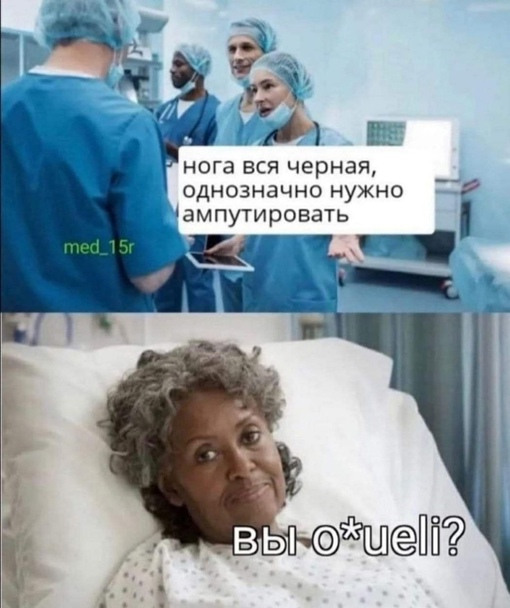 нога вся черная,
однозначно нужно
ампутировать
med_15r
вы o*ueli?